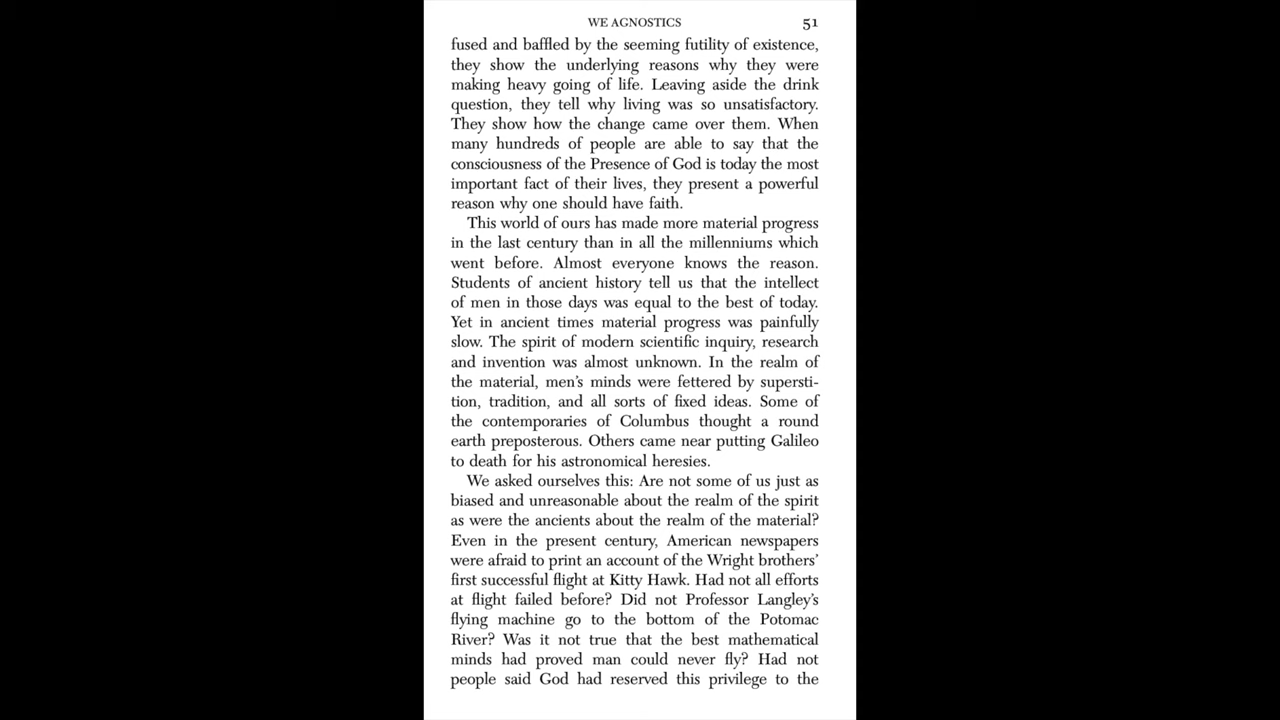 WE AGNOSTICS 51
fused and baffled by the seeming futility of existence,
they show the underlying reasons why they were
making heavy going of life. Leaving aside the drink
question, they tell why living was so unsatisfactory.
They show how the change came over them. When
many hundreds of people are able to say that the
consciousness of the Presence of God is today the most
important fact of their lives, they present a powerful
reason why one should have faith.
This world of ours has made more material progress
in the last century than in all the millenniums which
went before. Almost everyone knows the reason.
Students of ancient history tell us that the intellect
of men in those days was equal to the best of today.
Yet in ancient times material progress was painfully
slow. The spirit of modern scientific inquiry, research
and invention was almost unknown. In the realm of
the material, men’s minds were fettered by supersti-
tion, tradition, and all sorts of fixed ideas. Some of
the contemporaries of Columbus thought a round
earth preposterous. Others came near putting Galileo
to death for his astronomical heresies.
We asked ourselves this: Are not some of us just as
biased and unreasonable about the realm of the spirit
as were the ancients about the realm of the material?
Even in the present century, American newspapers
were afraid to print an account of the Wright brothers’
first successful flight at Kitty Hawk. Had not all efforts
at flight failed before? Did not Professor Langley’s
flying machine go to the bottom of the Potomac
River? Was it not true that the best mathematical
minds had proved man could never fly? Had not
people said God had reserved this privilege to the